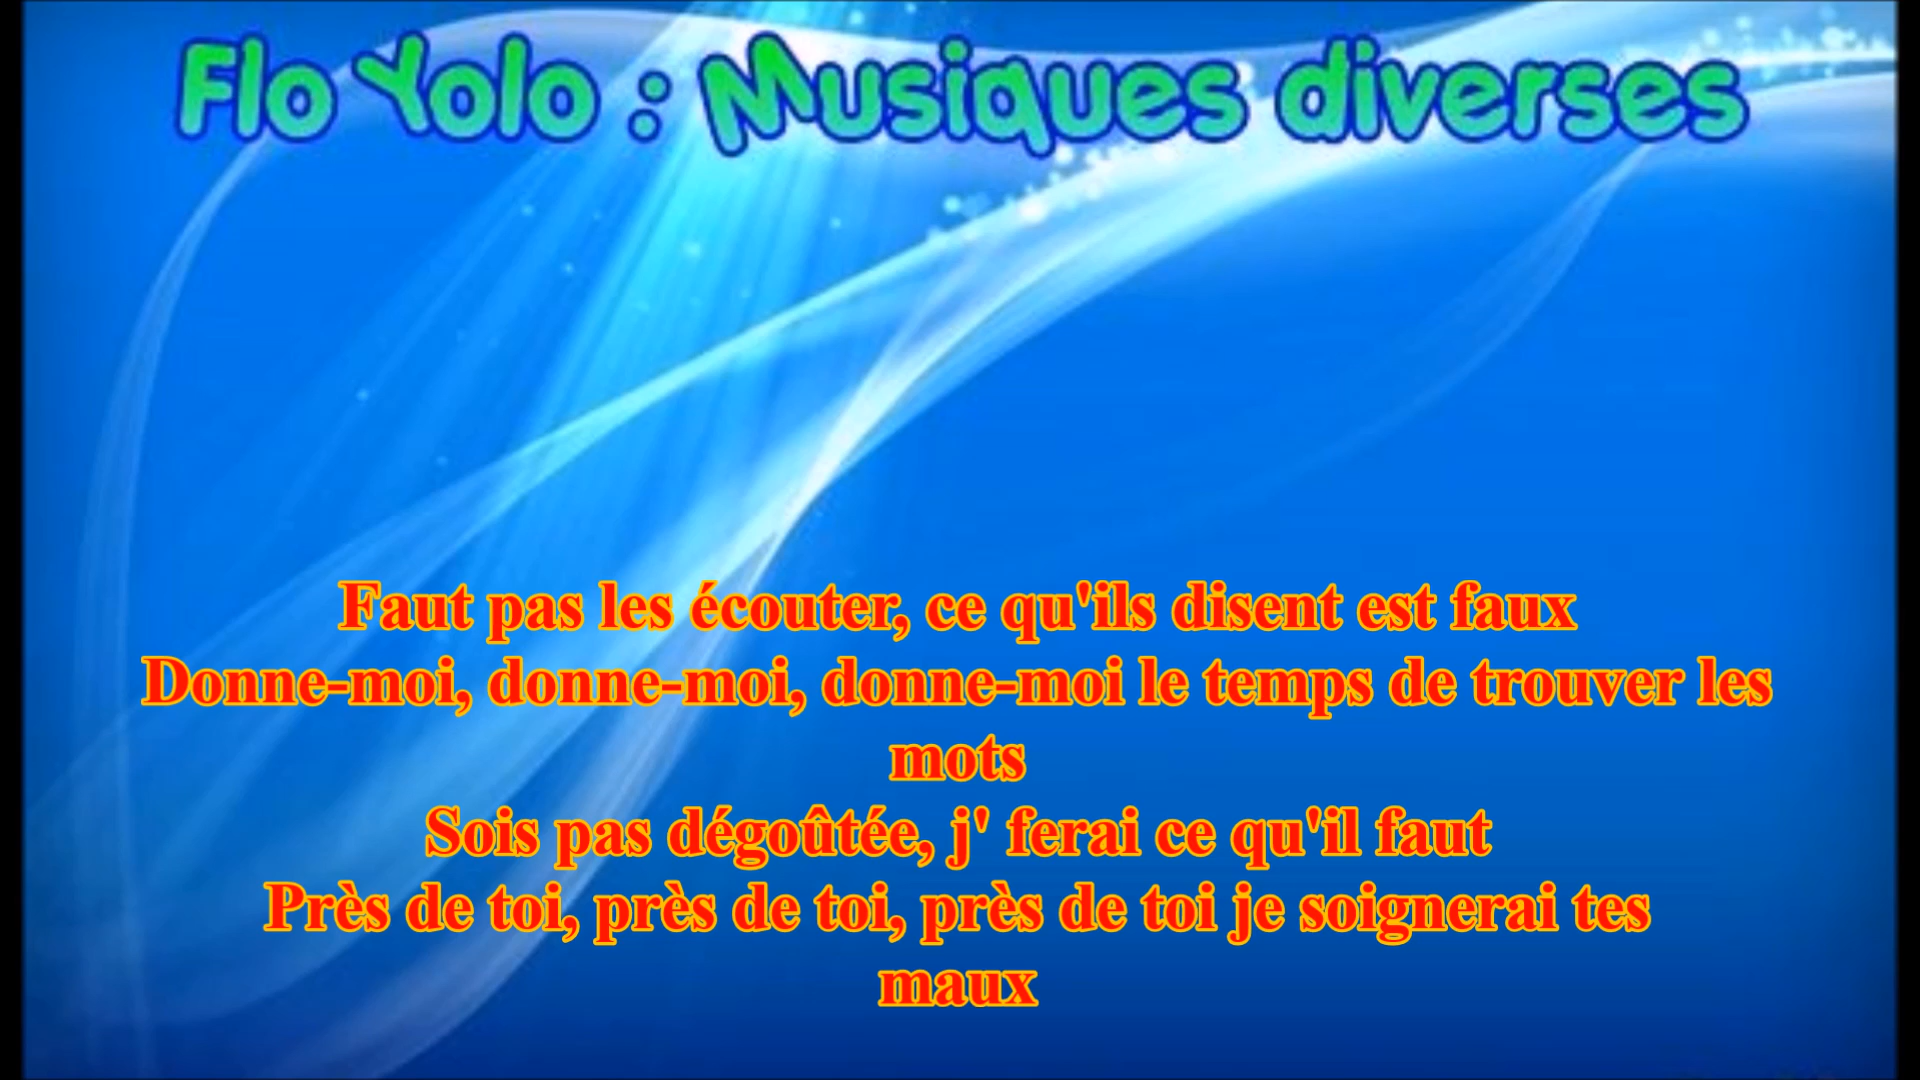 Flo Yolo : Musiques diverses
Faut pas les écouter, ce qu'ils disent est faux
Donne-moi, donne-moi, donne-moi le temps de trouver les
mots
Sois pas dégoûtée, j' ferai ce qu'il faut
Près de toi, près de toi, près de toi je soignerai tes
maux